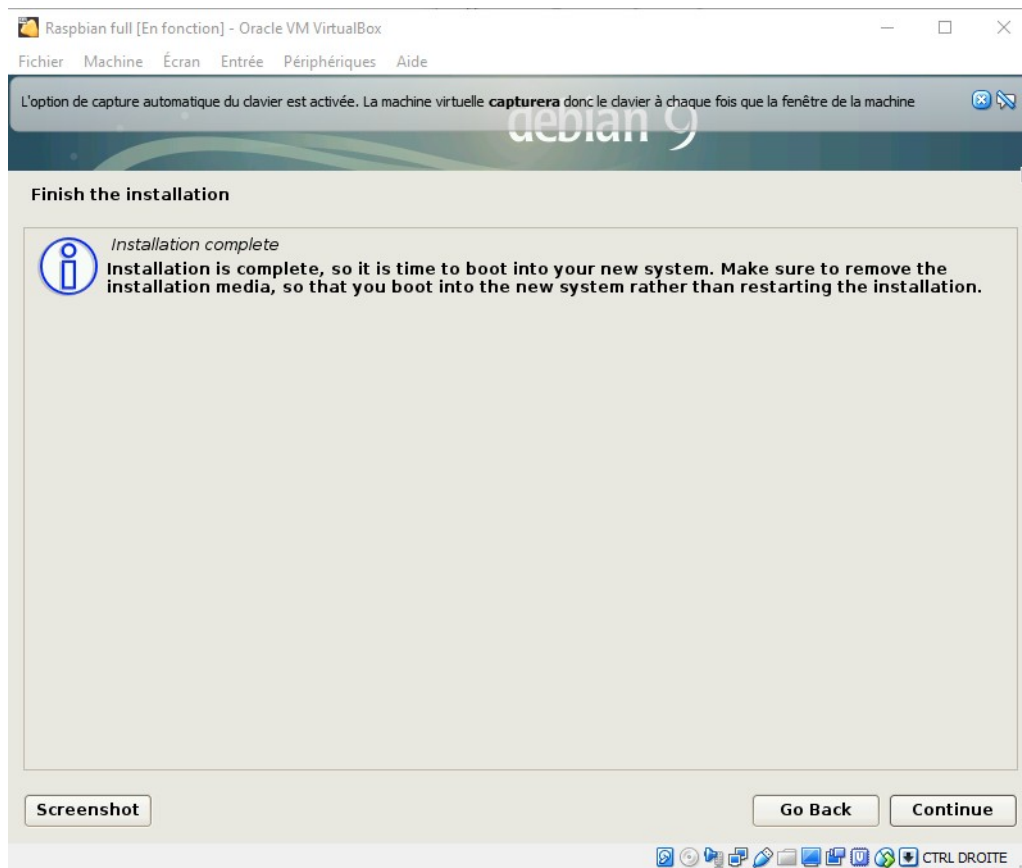 Raspbian full [En fonction] - Oracle VM VirtualBox
Fichier Machine Écran Entrée Périphériques Aide
L'option de capture automatique du clavier est activée. La machine virtuelle capturera donc le clavier à chaque fois que la fenêtre de la machine
debian 9
Finish the installation
Installation complete
Installation is complete, so it is time to boot into your new system. Make sure to remove the
installation media, so that you boot into the new system rather than restarting the installation.
Screenshot Go Back Continue
CTRL DROITE